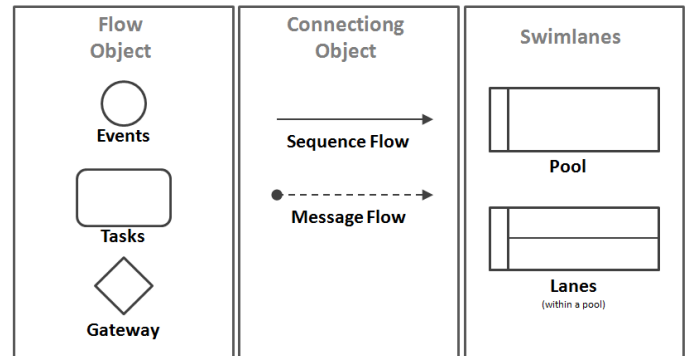 Flow
Object
Events
Tasks
Gateway
Connectiong
Object
Sequence Flow
Message Flow
Swimlanes
Pool
Lanes
(within a pool)